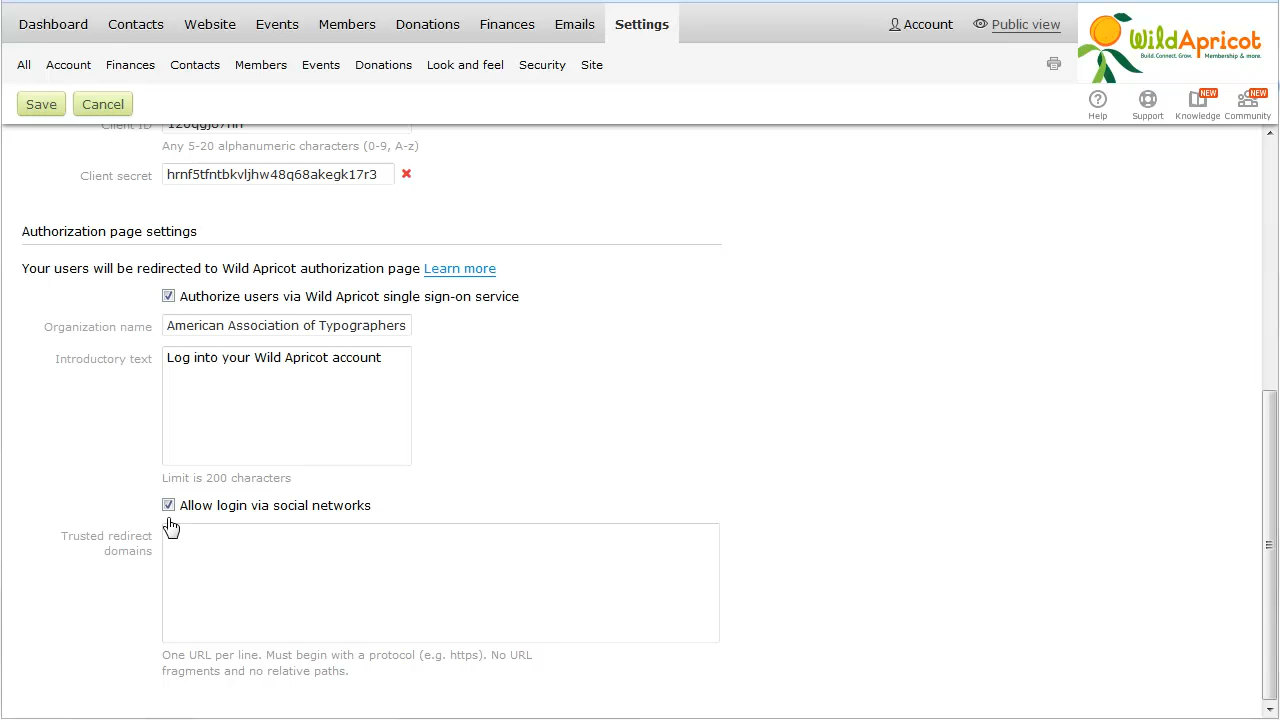 Dashboard Contacts Website Events Members Donations Finances Emails Settings Account Public view
WildApricot
Build. Connect. Grow. Membership & more.
All Account Finances Contacts Members Events Donations Look & feel Security Site
Save Cancel
NEW NEW
Help Support Knowledge Community
Client ID
Any 5-20 alphanumeric characters (0-9, A-z)
Client secret hrnf5tfntbkvljhw48q68akegk17r3
Authorization page settings
Your users will be redirected to Wild Apricot authorization page Learn more
Authorize users via Wild Apricot single sign-on service
Organization name American Association of Typographers
Introductory text Log into your Wild Apricot account
Limit is 200 characters
Allow login via social networks
Trusted redirect
domains
One URL per line. Must begin with a protocol (e.g. https). No URL
fragments and no relative paths.